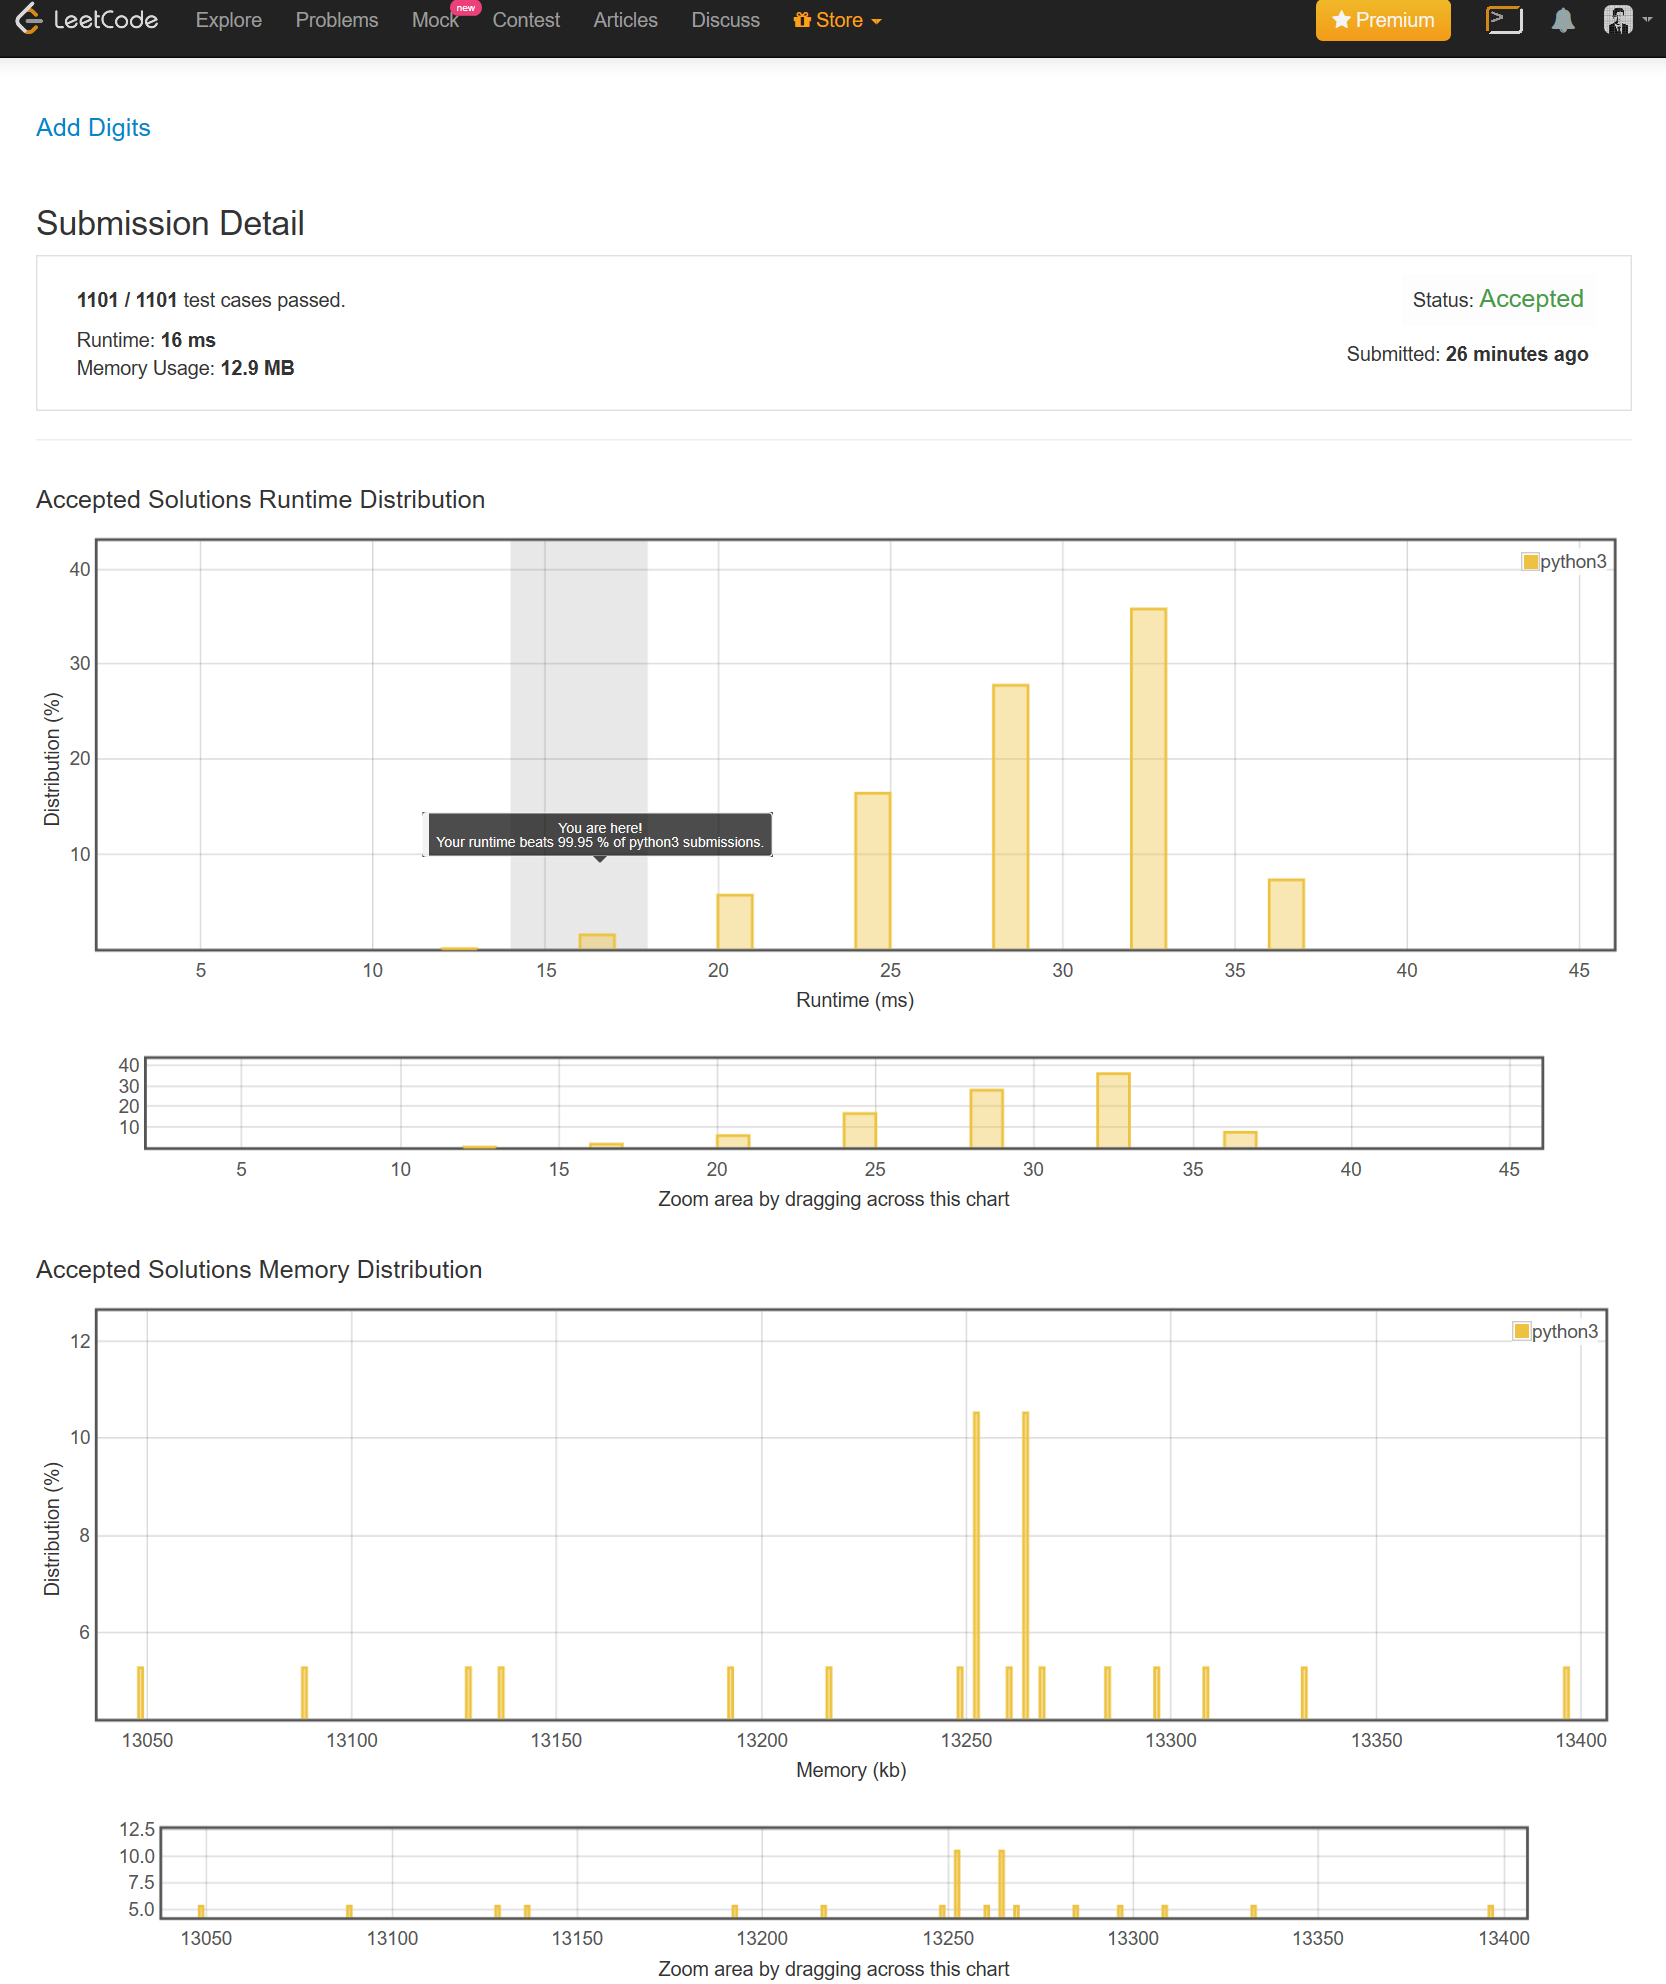 LeetCode Explore Problems Mock new Contest Articles Discuss Store Premium
Add Digits
Submission Detail
1101 / 1101 test cases passed.
Status: Accepted
Runtime: 16 ms
Submitted: 26 minutes ago
Memory Usage: 12.9 MB
Accepted Solutions Runtime Distribution
python3
40
30
20
10
Distribution (%)
You are here!
Your runtime beats 99.95 % of python3 submissions.
5 10 15 20 25 30 35 40 45
Runtime (ms)
40
30
20
10
5 10 15 20 25 30 35 40 45
Zoom area by dragging across this chart
Accepted Solutions Memory Distribution
python3
12
10
8
6
Distribution (%)
13050 13100 13150 13200 13250 13300 13350 13400
Memory (kb)
12.5
10.0
7.5
5.0
13050 13100 13150 13200 13250 13300 13350 13400
Zoom area by dragging across this chart